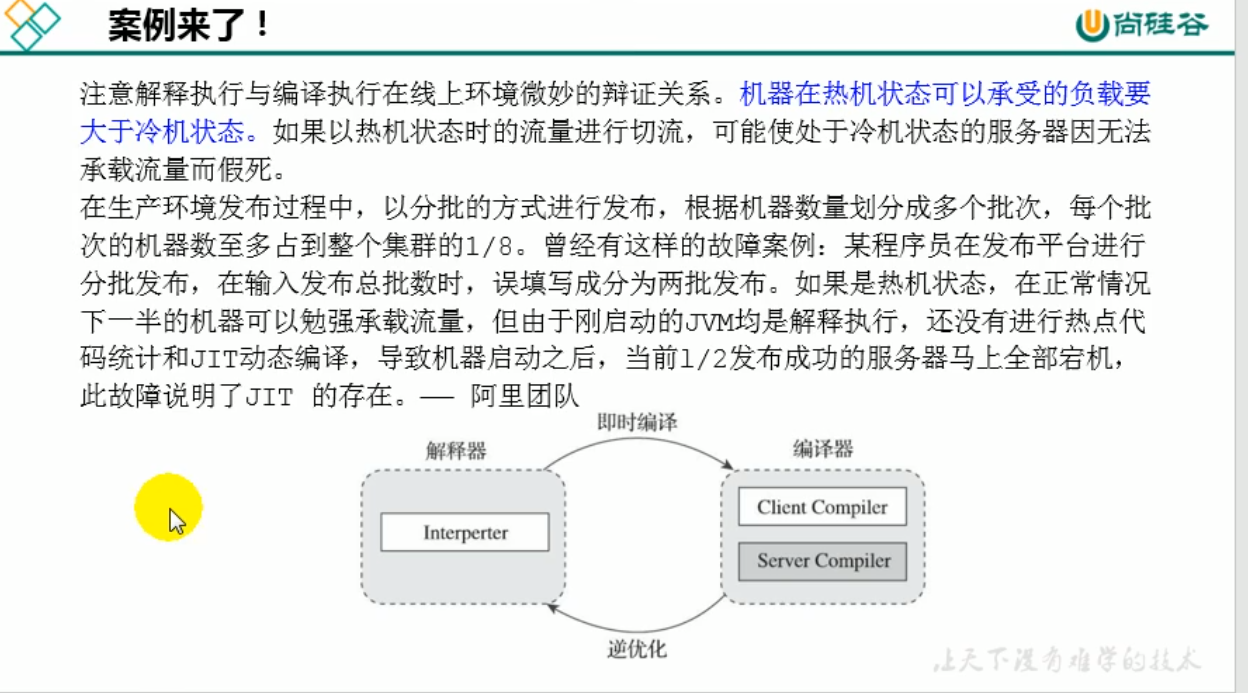 案例来了！
尚硅谷
注意解释执行与编译执行在线上环境微妙的辩证关系。机器在热机状态可以承受的负载要
大于冷机状态。如果以热机状态时的流量进行切流，可能使处于冷机状态的服务器因无法
承载流量而假死。
在生产环境发布过程中，以分批的方式进行发布，根据机器数量划分成多个批次，每个批
次的机器数至多占到整个集群的1/8。曾经有这样的故障案例：某程序员在发布平台进行
分批发布，在输入发布总批数时，误填写成分为两批发布。如果是热机状态，在正常情况
下一半的机器可以勉强承载流量，但由于刚启动的JVM均是解释执行，还没有进行热点代
码统计和JIT动态编译，导致机器启动之后，当前1/2发布成功的服务器马上全部宕机，
此故障说明了JIT 的存在。—— 阿里团队
即时编译
解释器
编译器
Interperter
Client Compiler
Server Compiler
逆优化
让天下没有难学的技术